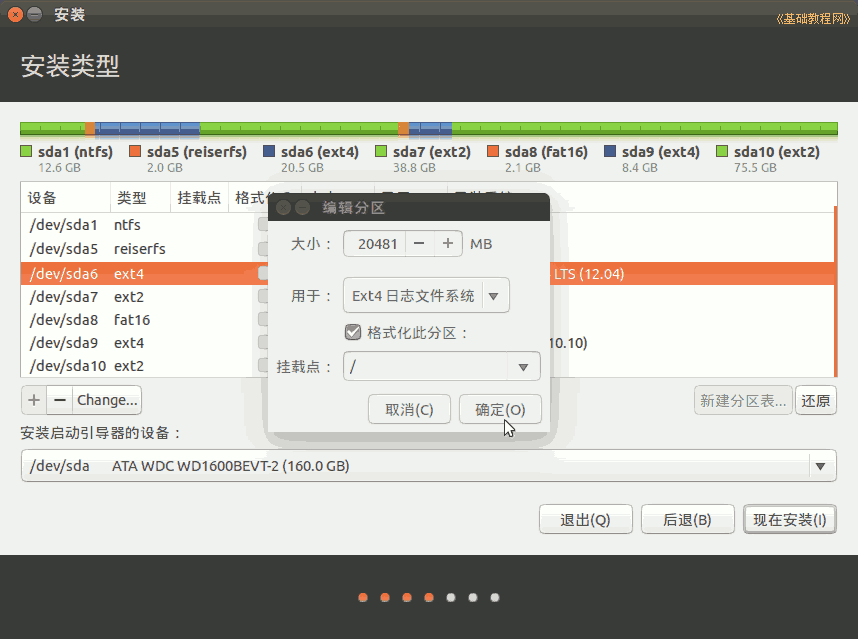 安装
《基础教程网》
安装类型
sda1 (ntfs) sda5 (reiserfs) sda6 (ext4) sda7 (ext2) sda8 (fat16) sda9 (ext4) sda10 (ext2)
12.6 GB 2.0 GB 20.5 GB 38.8 GB 2.1 GB 8.4 GB 75.5 GB
设备 类型 挂载点
编辑分区
/dev/sda1 ntfs
大小： 20481 − + MB
/dev/sda5 reiserfs
/dev/sda6 ext4 LTS (12.04)
/dev/sda7 ext2
用于： Ext4 日志文件系统
/dev/sda8 fat16
格式化此分区：
/dev/sda9 ext4 10.10)
/dev/sda10 ext2
挂载点： /
+ − Change... 新建分区表... 还原
取消(C) 确定(O)
安装启动引导器的设备：
/dev/sda ATA WDC WD1600BEVT-2 (160.0 GB)
退出(Q) 后退(B) 现在安装(I)